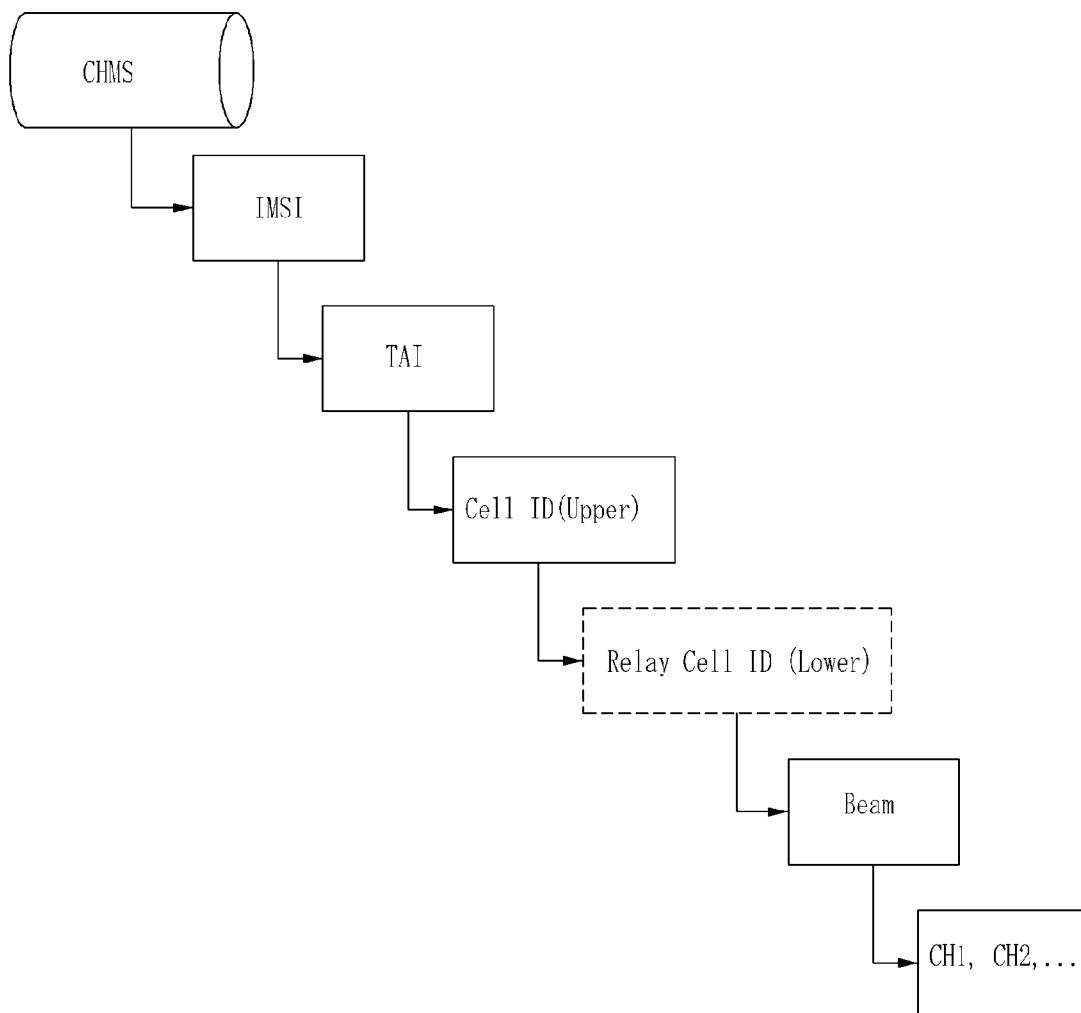 CHMS
IMSI
TAI
Cell ID(Upper)
Relay Cell ID (Lower)
Beam
CH1, CH2,...